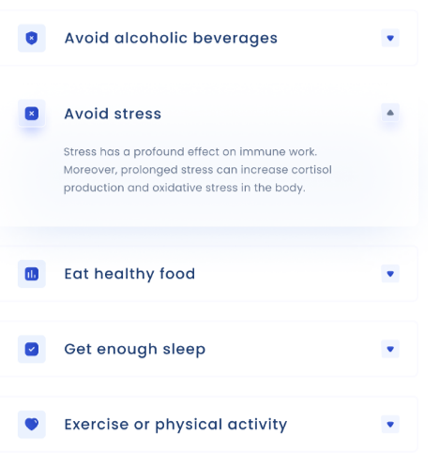 Avoid alcoholic beverages
Avoid stress
Stress has a profound effect on immune work.
Moreover, prolonged stress can increase cortisol
production and oxidative stress in the body.
Eat healthy food
Get enough sleep
Exercise or physical activity